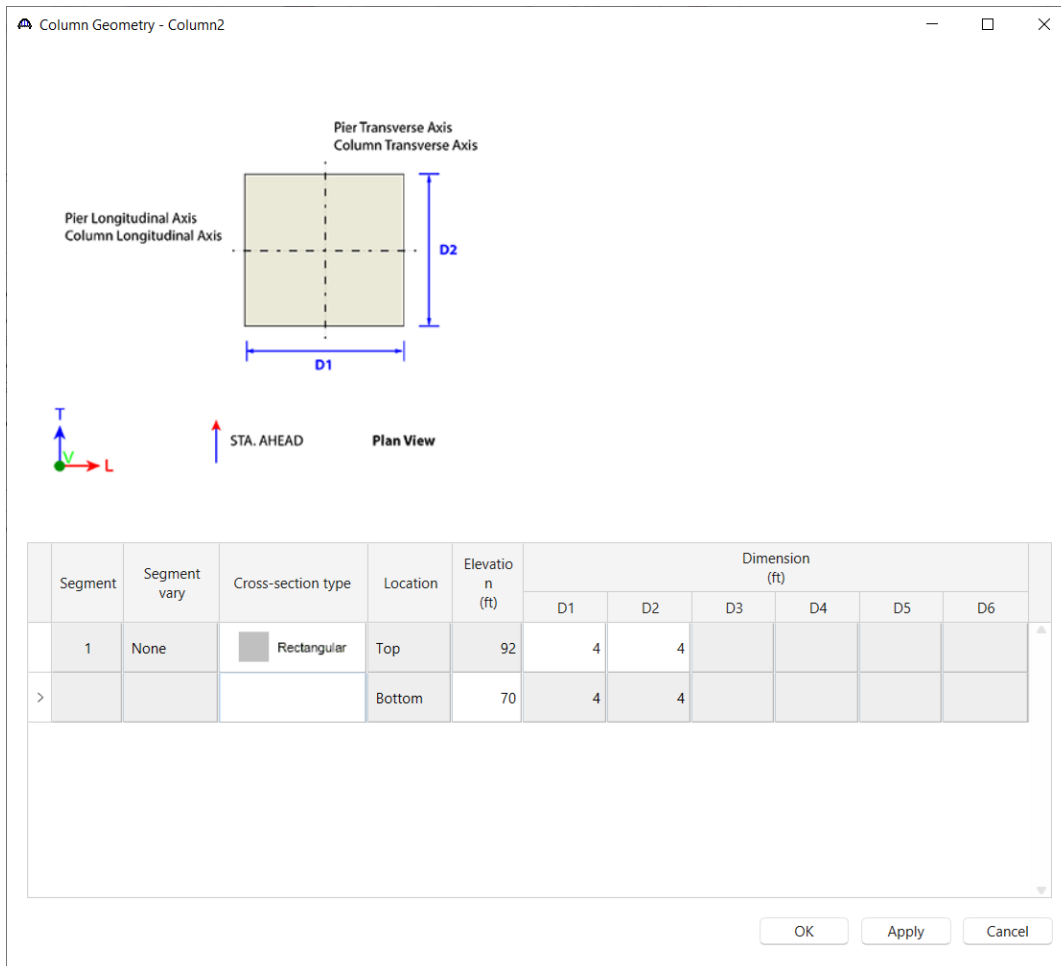 Column Geometry - Column2
Pier Transverse Axis
Column Transverse Axis
Pier Longitudinal Axis
Column Longitudinal Axis
D2
D1
T
V
L
STA. AHEAD
Plan View
Segment
Segment
vary
Cross-section type
Location
Elevatio
n
(ft)
Dimension
(ft)
D1 D2 D3 D4 D5 D6
1 None Rectangular Top 92 4 4
> Bottom 70 4 4
OK Apply Cancel